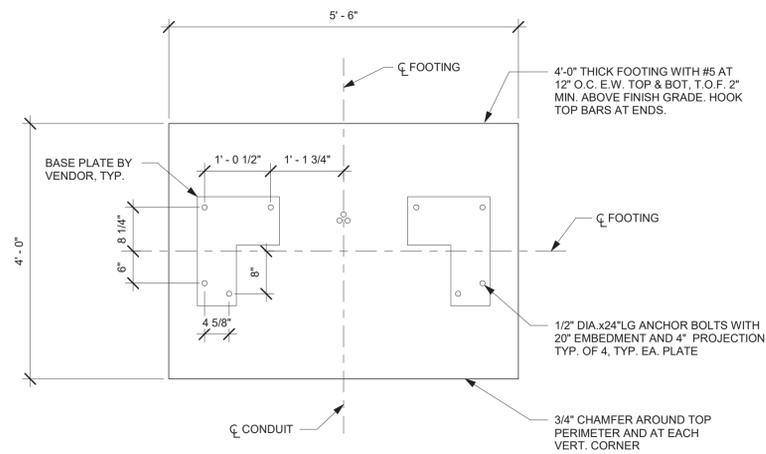 5' - 6"
℄ FOOTING
4'-0" THICK FOOTING WITH #5 AT
12" O.C. E.W. TOP & BOT, T.O.F. 2"
MIN. ABOVE FINISH GRADE. HOOK
TOP BARS AT ENDS.
BASE PLATE BY
VENDOR, TYP.
1' - 0 1/2"
1' - 1 3/4"
8 1/4"
℄ FOOTING
4' - 0"
6"
8"
4 5/8"
1/2" DIA.x24"LG ANCHOR BOLTS WITH
20" EMBEDMENT AND 4" PROJECTION
TYP. OF 4, TYP. EA. PLATE
℄ CONDUIT
3/4" CHAMFER AROUND TOP
PERIMETER AND AT EACH
VERT. CORNER